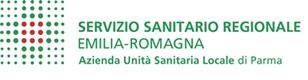 SERVIZIO SANITARIO REGIONALE
EMILIA-ROMAGNA
Azienda Unità Sanitaria Locale di Parma